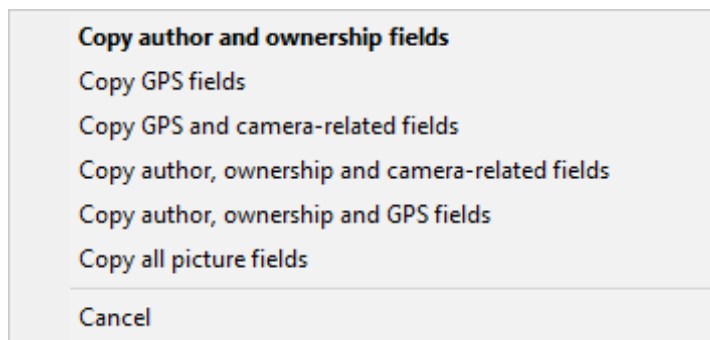 Copy author and ownership fields
Copy GPS fields
Copy GPS and camera-related fields
Copy author, ownership and camera-related fields
Copy author, ownership and GPS fields
Copy all picture fields
Cancel